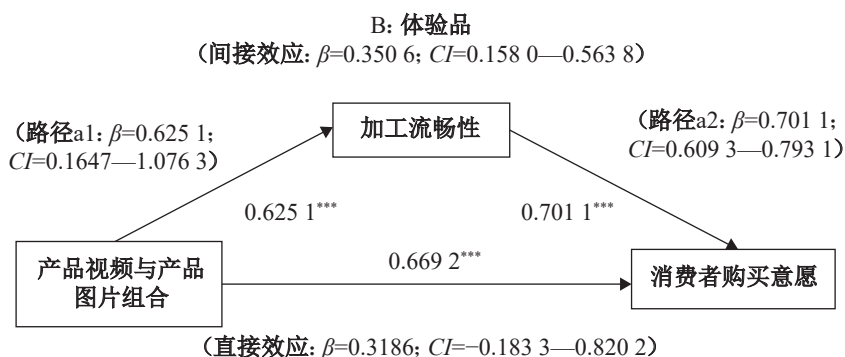 B: 体验品
（间接效应: β=0.350 6; CI=0.158 0—0.563 8）
（路径a1: β=0.625 1;
CI=0.1647—1.076 3）
加工流畅性
（路径a2: β=0.701 1;
CI=0.609 3—0.793 1）
0.625 1***
0.701 1***
产品视频与产品
图片组合
0.669 2***
消费者购买意愿
（直接效应: β=0.3186; CI=−0.183 3—0.820 2）